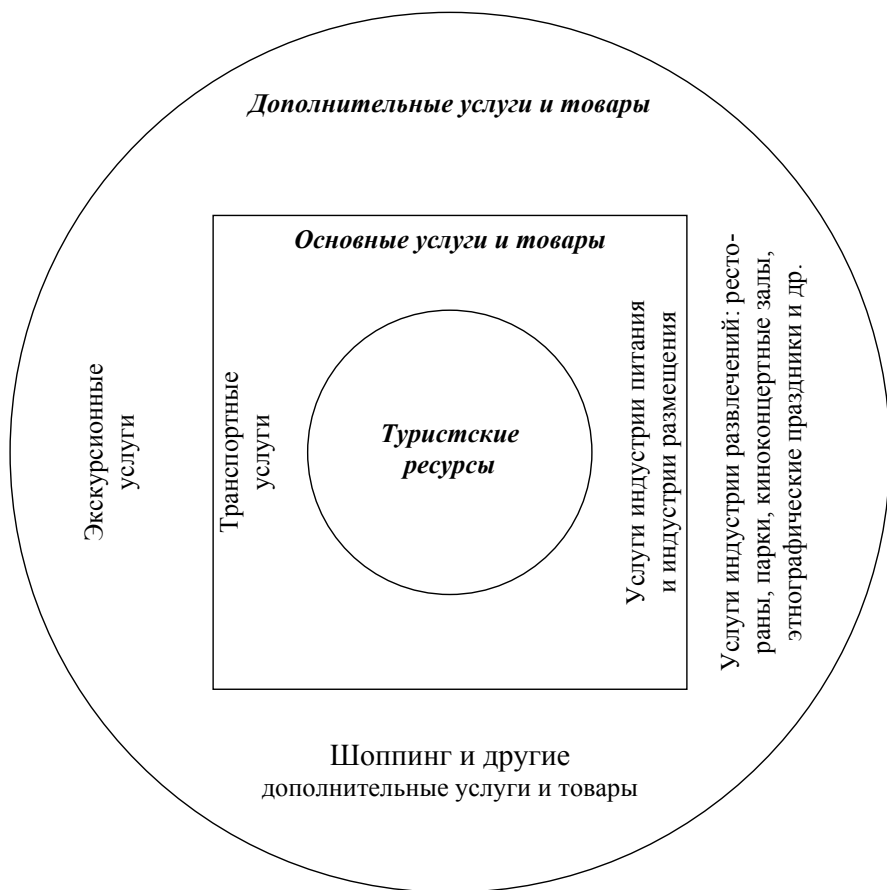 Дополнительные услуги и товары
Основные услуги и товары
Экскурсионные
услуги
Транспортные
услуги
Туристские
ресурсы
Услуги индустрии питания
и индустрии размещения
Услуги индустрии развлечений: ресто-
раны, парки, киноконцертные залы,
этнографические праздники и др.
Шоппинг и другие
дополнительные услуги и товары